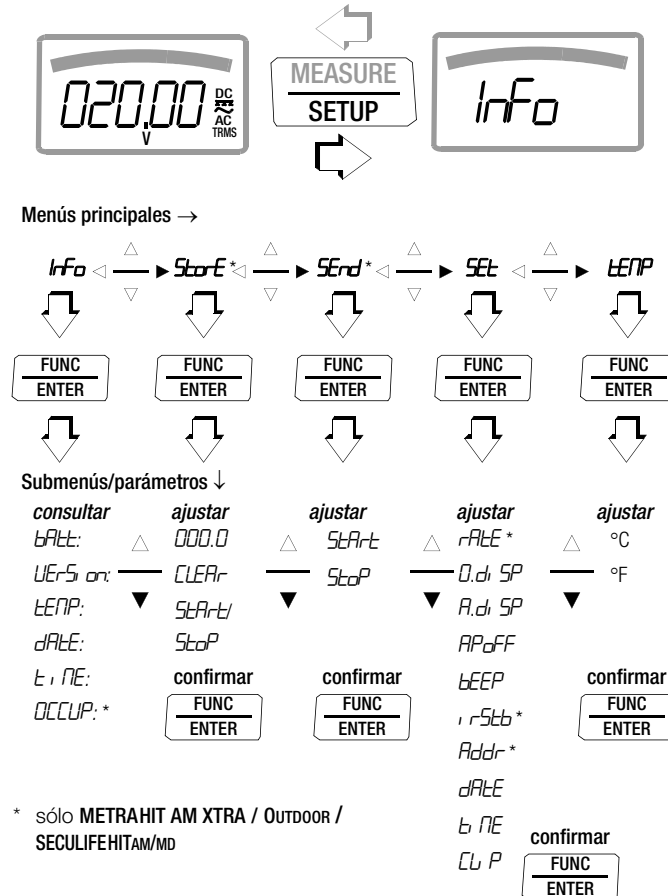 MEASURE
SETUP
020.00 V DC AC TRMS
InFo
Menús principales →
InFo StorE * SEnd * SEt tEMP
FUNC FUNC FUNC FUNC FUNC
ENTER ENTER ENTER ENTER ENTER
Submenús/parámetros ↓
consultar ajustar ajustar ajustar ajustar
bAtt: 000.0 StArt rAtE * °C
VErSion: CLEAr StoP 0.diSP °F
tEMP: StArt/ A.diSP
dAtE: StoP APoFF
tiME: confirmar confirmar bEEP confirmar
OCCUP: * FUNC FUNC irStb * FUNC
ENTER ENTER Addr * ENTER
dAtE
tiME confirmar
CLiP FUNC
ENTER
* sólo METRAHIT AM XTRA / OUTDOOR /
SECULIFEHITAM/MD